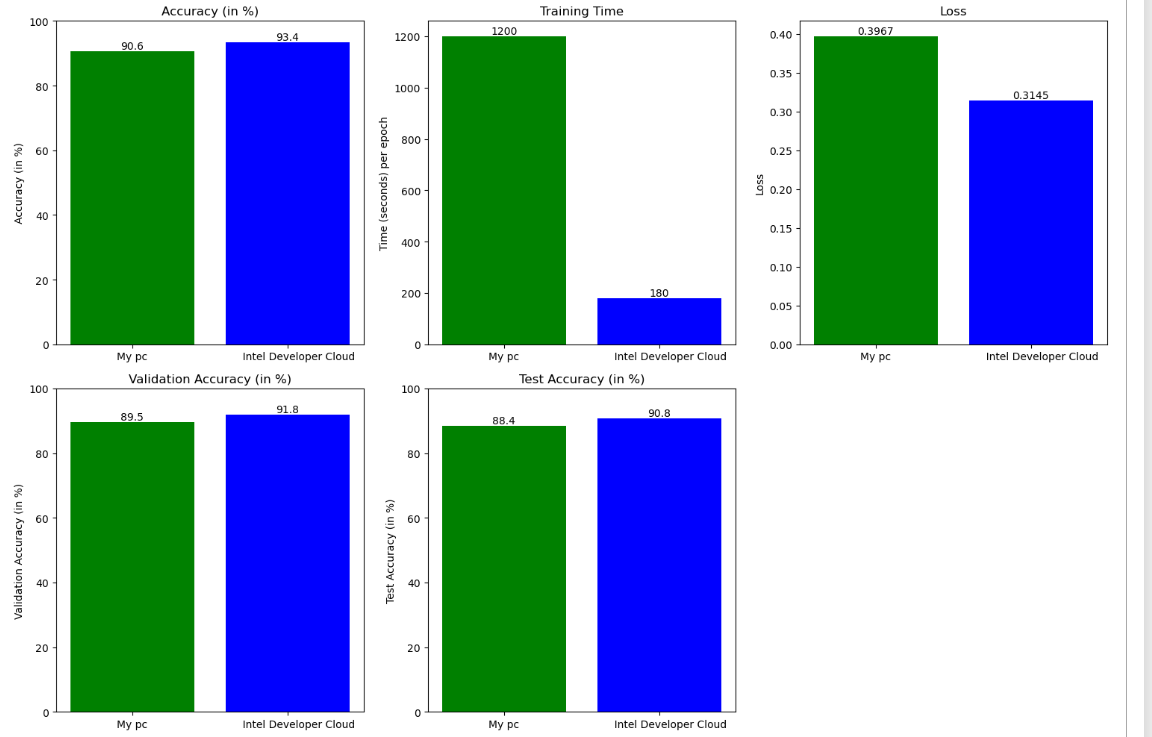 Accuracy (in %)
Accuracy (in %)
100
80
60
40
20
0
90.6
93.4
My pc
Intel Developer Cloud
Training Time
Time (seconds) per epoch
1200
1000
800
600
400
200
0
1200
180
My pc
Intel Developer Cloud
Loss
Loss
0.40
0.35
0.30
0.25
0.20
0.15
0.10
0.05
0.00
0.3967
0.3145
My pc
Intel Developer Cloud
Validation Accuracy (in %)
Validation Accuracy (in %)
100
80
60
40
20
0
89.5
91.8
My pc
Intel Developer Cloud
Test Accuracy (in %)
Test Accuracy (in %)
100
80
60
40
20
0
88.4
90.8
My pc
Intel Developer Cloud